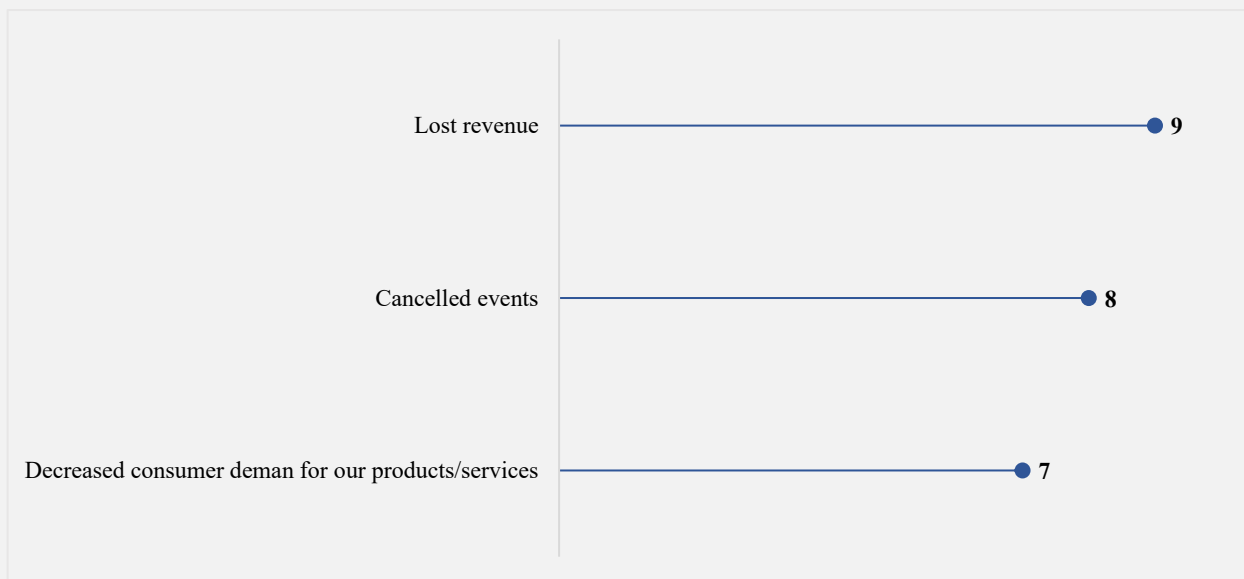 Lost revenue 9
Cancelled events 8
Decreased consumer deman for our products/services 7